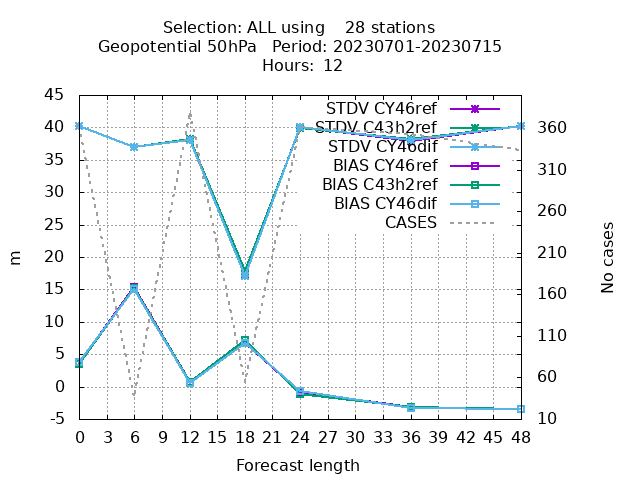 Selection: ALL using    28 stations
Geopotential 50hPa   Period: 20230701-20230715
Hours: 12
45
40
35
30
25
20
15
10
5
0
-5
m
STDV CY46ref
STDV C43h2ref
STDV CY46dif
BIAS CY46ref
BIAS C43h2ref
BIAS CY46dif
CASES
360
310
260
210
160
110
60
10
No cases
0 3 6 9 12 15 18 21 24 27 30 33 36 39 42 45 48
Forecast length